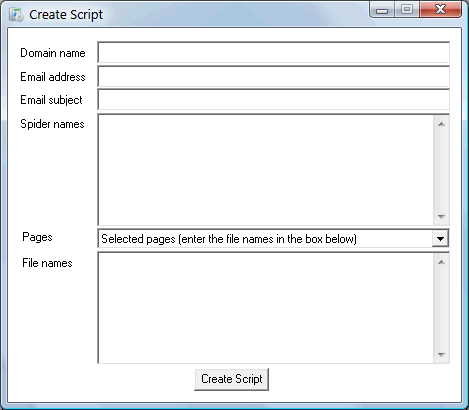 Create Script
Domain name
Email address
Email subject
Spider names
Pages
Selected pages (enter the file names in the box below)
File names
Create Script